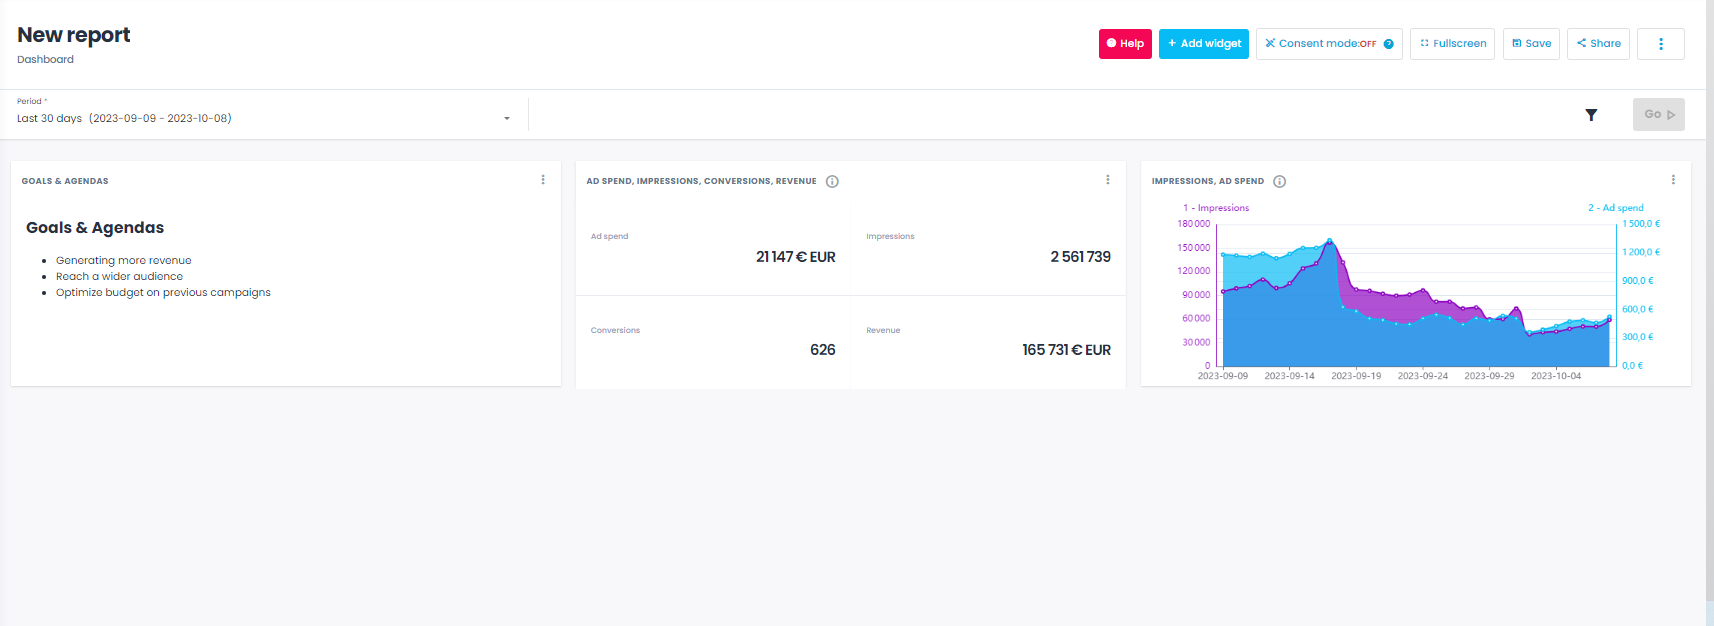 New report
Dashboard
Help
+ Add widget
Consent mode:OFF ?
Fullscreen
Save
Share
Period *
Last 30 days (2023-09-09 - 2023-10-08)
Go
GOALS & AGENDAS
Goals & Agendas
• Generating more revenue
• Reach a wider audience
• Optimize budget on previous campaigns
AD SPEND, IMPRESSIONS, CONVERSIONS, REVENUE
Ad spend
21 147 € EUR
Impressions
2 561 739
Conversions
626
Revenue
165 731 € EUR
IMPRESSIONS, AD SPEND
1 - Impressions
2 - Ad spend
180 000
150 000
120 000
90 000
60 000
30 000
0
1 500,0 €
1 200,0 €
900,0 €
600,0 €
300,0 €
0,0 €
2023-09-09
2023-09-14
2023-09-19
2023-09-24
2023-09-29
2023-10-04